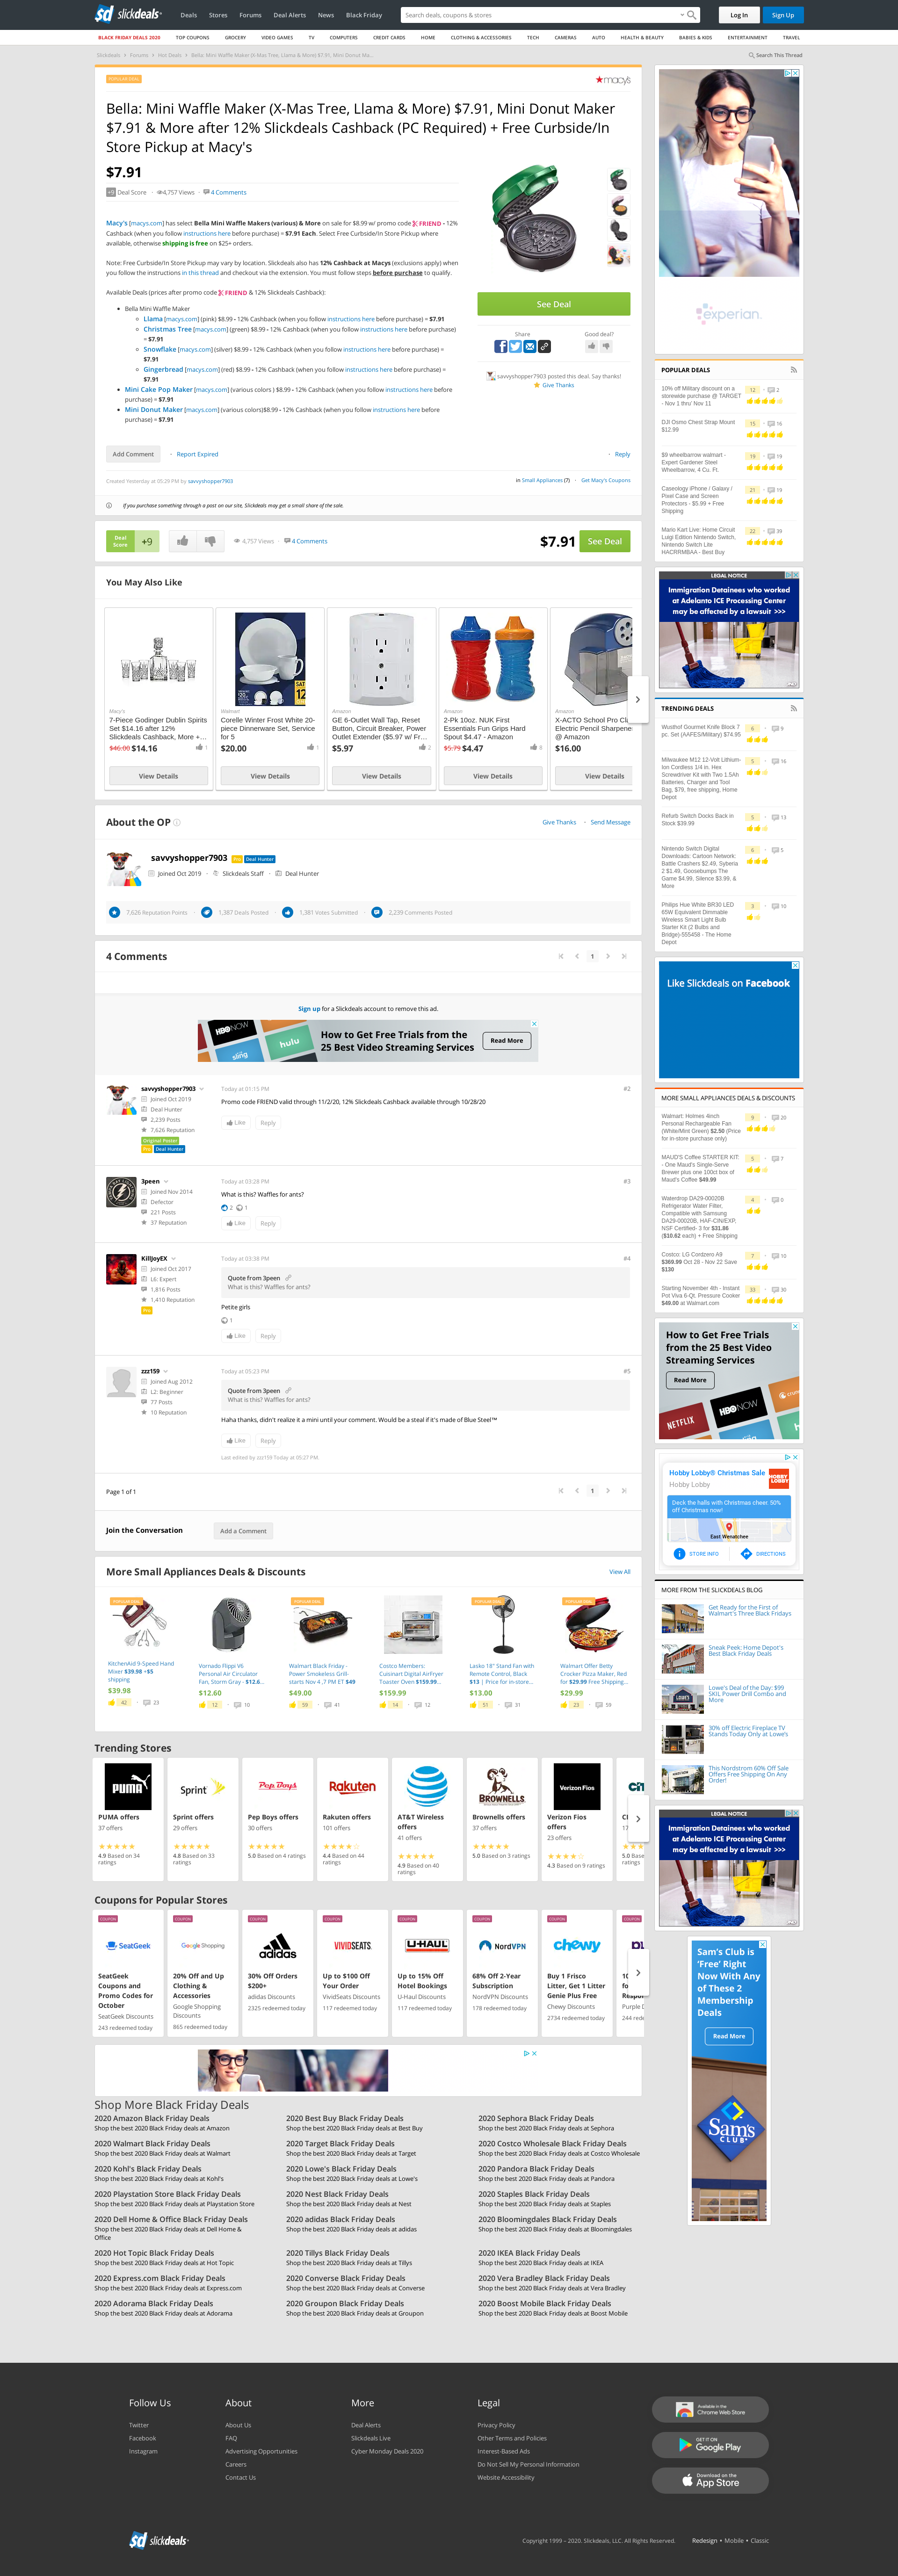 slickdeals
Deals Stores Forums Deal Alerts News Black Friday
Search deals, coupons & stores
Log In
Sign Up
BLACK FRIDAY DEALS 2020 TOP COUPONS GROCERY VIDEO GAMES TV COMPUTERS CREDIT CARDS HOME CLOTHING & ACCESSORIES TECH CAMERAS AUTO HEALTH & BEAUTY BABIES & KIDS ENTERTAINMENT TRAVEL
Slickdeals Forums Hot Deals Bella: Mini Waffle Maker (X-Mas Tree, Llama & More) $7.91, Mini Donut Ma...
Search This Thread
POPULAR DEAL
macys
Bella: Mini Waffle Maker (X-Mas Tree, Llama & More) $7.91, Mini Donut Maker
$7.91 & More after 12% Slickdeals Cashback (PC Required) + Free Curbside/In
Store Pickup at Macy's
$7.91
+9 Deal Score 4,757 Views 4 Comments
Macy's [macys.com] has select Bella Mini Waffle Makers (various) & More on sale for $8.99 w/ promo code FRIEND - 12%
Cashback (when you follow instructions here before purchase) = $7.91 Each. Select Free Curbside/In Store Pickup where
available, otherwise shipping is free on $25+ orders.
Note: Free Curbside/In Store Pickup may vary by location. Slickdeals also has 12% Cashback at Macys (exclusions apply) when
you follow the instructions in this thread and checkout via the extension. You must follow steps before purchase to qualify.
Available Deals (prices after promo code FRIEND & 12% Slickdeals Cashback):
Bella Mini Waffle Maker
Llama [macys.com] (pink) $8.99 - 12% Cashback (when you follow instructions here before purchase) = $7.91
Christmas Tree [macys.com] (green) $8.99 - 12% Cashback (when you follow instructions here before purchase)
= $7.91
Snowflake [macys.com] (silver) $8.99 - 12% Cashback (when you follow instructions here before purchase) =
$7.91
Gingerbread [macys.com] (red) $8.99 - 12% Cashback (when you follow instructions here before purchase) =
$7.91
Mini Cake Pop Maker [macys.com] (various colors ) $8.99 - 12% Cashback (when you follow instructions here before
purchase) = $7.91
Mini Donut Maker [macys.com] (various colors)$8.99 - 12% Cashback (when you follow instructions here before
purchase) = $7.91
See Deal
Share
Good deal?
savvyshopper7903 posted this deal. Say thanks!
Give Thanks
Add Comment
Report Expired
Reply
Created Yesterday at 05:29 PM by savvyshopper7903
in Small Appliances (7) Get Macy's Coupons
If you purchase something through a post on our site, Slickdeals may get a small share of the sale.
Deal Score +9
4,757 Views 4 Comments
$7.91 See Deal
You May Also Like
Macy's
7-Piece Godinger Dublin Spirits
Set $14.16 after 12%
Slickdeals Cashback, More +...
$46.00 $14.16 1
View Details
Walmart
Corelle Winter Frost White 20-
piece Dinnerware Set, Service
for 5
$20.00 1
View Details
Amazon
GE 6-Outlet Wall Tap, Reset
Button, Circuit Breaker, Power
Outlet Extender ($5.97 w/ Fr...
$5.97 2
View Details
Amazon
2-Pk 10oz. NUK First
Essentials Fun Grips Hard
Spout $4.47 - Amazon
$5.79 $4.47 8
View Details
Amazon
X-ACTO School Pro Cl
Electric Pencil Sharpene
@ Amazon
$16.00
View Details
About the OP
Give Thanks Send Message
savvyshopper7903 Pro Deal Hunter
Joined Oct 2019 Slickdeals Staff Deal Hunter
7,626 Reputation Points 1,387 Deals Posted 1,381 Votes Submitted 2,239 Comments Posted
4 Comments
1
Sign up for a Slickdeals account to remove this ad.
HBO NOW
sling
hulu
How to Get Free Trials from the
25 Best Video Streaming Services
Read More
savvyshopper7903
Joined Oct 2019
Deal Hunter
2,239 Posts
7,626 Reputation
Original Poster
Pro Deal Hunter
Today at 01:15 PM
#2
Promo code FRIEND valid through 11/2/20, 12% Slickdeals Cashback available through 10/28/20
Like Reply
3peen
Joined Nov 2014
Defector
221 Posts
37 Reputation
Today at 03:28 PM
#3
What is this? Waffles for ants?
2 1
Like Reply
KillJoyEX
Joined Oct 2017
L6: Expert
1,816 Posts
1,410 Reputation
Pro
Today at 03:38 PM
#4
Quote from 3peen
What is this? Waffles for ants?
Petite girls
1
Like Reply
zzz159
Joined Aug 2012
L2: Beginner
77 Posts
10 Reputation
Today at 05:23 PM
#5
Quote from 3peen
What is this? Waffles for ants?
Haha thanks, didn't realize it a mini until your comment. Would be a steal if it's made of Blue Steel™
Like Reply
Last edited by zzz159 Today at 05:27 PM
Page 1 of 1
1
Join the Conversation
Add a Comment
More Small Appliances Deals & Discounts
View All
POPULAR DEAL
KitchenAid 9-Speed Hand
Mixer $39.98 +$5
shipping
$39.98
42 23
Vornado Flippi V6
Personal Air Circulator
Fan, Storm Gray - $12.6...
$12.60
12 10
POPULAR DEAL
Walmart Black Friday -
Power Smokeless Grill-
starts Nov 4 ,7 PM ET $49
$49.00
59 41
Costco Members:
Cuisinart Digital AirFryer
Toaster Oven $159.99...
$159.99
14 12
POPULAR DEAL
Lasko 18" Stand Fan with
Remote Control, Black
$13 | Price for in-store...
$13.00
51 31
POPULAR DEAL
Walmart Offer Betty
Crocker Pizza Maker, Red
for $29.99 Free Shipping...
$29.99
23 59
Trending Stores
PUMA
PUMA offers
37 offers
4.9 Based on 34
ratings
Sprint
Sprint offers
29 offers
4.8 Based on 33
ratings
Pep Boys
Pep Boys offers
30 offers
5.0 Based on 4 ratings
Rakuten
Rakuten offers
101 offers
4.4 Based on 44
ratings
AT&T Wireless
offers
41 offers
4.9 Based on 40
ratings
BROWNELLS
Brownells offers
37 offers
5.0 Based on 3 ratings
Verizon Fios
Verizon Fios
offers
23 offers
4.3 Based on 9 ratings
5.0 Base
ratings
Coupons for Popular Stores
COUPON
SeatGeek
SeatGeek
Coupons and
Promo Codes for
October
SeatGeek Discounts
243 redeemed today
COUPON
Google Shopping
20% Off and Up
Clothing &
Accessories
Google Shopping
Discounts
865 redeemed today
COUPON
adidas
30% Off Orders
$200+
adidas Discounts
2325 redeemed today
COUPON
VIVIDSEATS
Up to $100 Off
Your Order
VividSeats Discounts
117 redeemed today
COUPON
U-HAUL
Up to 15% Off
Hotel Bookings
U-Haul Discounts
117 redeemed today
COUPON
NordVPN
68% Off 2-Year
Subscription
NordVPN Discounts
178 redeemed today
COUPON
chewy
Buy 1 Frisco
Litter, Get 1 Litter
Genie Plus Free
Chewy Discounts
2734 redeemed today
COUPON
Purple D
244 rede
Shop More Black Friday Deals
2020 Amazon Black Friday Deals
Shop the best 2020 Black Friday deals at Amazon
2020 Best Buy Black Friday Deals
Shop the best 2020 Black Friday deals at Best Buy
2020 Sephora Black Friday Deals
Shop the best 2020 Black Friday deals at Sephora
2020 Walmart Black Friday Deals
Shop the best 2020 Black Friday deals at Walmart
2020 Target Black Friday Deals
Shop the best 2020 Black Friday deals at Target
2020 Costco Wholesale Black Friday Deals
Shop the best 2020 Black Friday deals at Costco Wholesale
2020 Kohl's Black Friday Deals
Shop the best 2020 Black Friday deals at Kohl's
2020 Lowe's Black Friday Deals
Shop the best 2020 Black Friday deals at Lowe's
2020 Pandora Black Friday Deals
Shop the best 2020 Black Friday deals at Pandora
2020 Playstation Store Black Friday Deals
Shop the best 2020 Black Friday deals at Playstation Store
2020 Nest Black Friday Deals
Shop the best 2020 Black Friday deals at Nest
2020 Staples Black Friday Deals
Shop the best 2020 Black Friday deals at Staples
2020 Dell Home & Office Black Friday Deals
Shop the best 2020 Black Friday deals at Dell Home &
Office
2020 adidas Black Friday Deals
Shop the best 2020 Black Friday deals at adidas
2020 Bloomingdales Black Friday Deals
Shop the best 2020 Black Friday deals at Bloomingdales
2020 Hot Topic Black Friday Deals
Shop the best 2020 Black Friday deals at Hot Topic
2020 Tillys Black Friday Deals
Shop the best 2020 Black Friday deals at Tillys
2020 IKEA Black Friday Deals
Shop the best 2020 Black Friday deals at IKEA
2020 Express.com Black Friday Deals
Shop the best 2020 Black Friday deals at Express.com
2020 Converse Black Friday Deals
Shop the best 2020 Black Friday deals at Converse
2020 Vera Bradley Black Friday Deals
Shop the best 2020 Black Friday deals at Vera Bradley
2020 Adorama Black Friday Deals
Shop the best 2020 Black Friday deals at Adorama
2020 Groupon Black Friday Deals
Shop the best 2020 Black Friday deals at Groupon
2020 Boost Mobile Black Friday Deals
Shop the best 2020 Black Friday deals at Boost Mobile
experian.
POPULAR DEALS
10% off Military discount on a
storewide purchase @ TARGET
- Nov 1 thru' Nov 11
12 2
DJI Osmo Chest Strap Mount
$12.99
15 16
$9 wheelbarrow walmart -
Expert Gardener Steel
Wheelbarrow, 4 Cu. Ft.
19 19
Caseology iPhone / Galaxy /
Pixel Case and Screen
Protectors - $5.99 + Free
Shipping
21 19
Mario Kart Live: Home Circuit
Luigi Edition Nintendo Switch,
Nintendo Switch Lite
HACRRMBAA - Best Buy
22 39
LEGAL NOTICE
Immigration Detainees who worked
at Adelanto ICE Processing Center
may be affected by a lawsuit >>>
TRENDING DEALS
Wusthof Gourmet Knife Block 7
pc. Set (AAFES/Military) $74.95
6 9
Milwaukee M12 12-Volt Lithium-
Ion Cordless 1/4 in. Hex
Screwdriver Kit with Two 1.5Ah
Batteries, Charger and Tool
Bag, $79, free shipping, Home
Depot
5 16
Refurb Switch Docks Back in
Stock $39.99
5 13
Nintendo Switch Digital
Downloads: Cartoon Network:
Battle Crashers $2.49, Syberia
2 $1.49, Goosebumps The
Game $4.99, Silence $3.99, &
More
6 5
Philips Hue White BR30 LED
65W Equivalent Dimmable
Wireless Smart Light Bulb
Starter Kit (2 Bulbs and
Bridge)-555458 - The Home
Depot
3 10
Like Slickdeals on Facebook
MORE SMALL APPLIANCES DEALS & DISCOUNTS
Walmart: Holmes 4inch
Personal Rechargeable Fan
(White/Mint Green) $2.50 (Price
for in-store purchase only)
9 20
MAUD'S Coffee STARTER KIT:
- One Maud's Single-Serve
Brewer plus one 100ct box of
Maud's Coffee $49.99
5 7
Waterdrop DA29-00020B
Refrigerator Water Filter,
Compatible with Samsung
DA29-00020B, HAF-CIN/EXP,
NSF Certified- 3 for $31.86
($10.62 each) + Free Shipping
4 0
Costco: LG Cordzero A9
$369.99 Oct 28 - Nov 22 Save
$130
7 10
Starting November 4th - Instant
Pot Viva 6-Qt. Pressure Cooker
$49.00 at Walmart.com
33 30
How to Get Free Trials
from the 25 Best Video
Streaming Services
Read More
NETFLIX
HBO NOW
hulu
sling
Hobby Lobby® Christmas Sale
Hobby Lobby
HOBBY LOBBY
Deck the halls with Christmas cheer. 50%
off Christmas now!
East Wenatchee
STORE INFO DIRECTIONS
MORE FROM THE SLICKDEALS BLOG
Get Ready for the First of
Walmart's Three Black Fridays
Sneak Peek: Home Depot's
Best Black Friday Deals
Lowe's Deal of the Day: $99
SKIL Power Drill Combo and
More
30% off Electric Fireplace TV
Stands Today Only at Lowe's
This Nordstrom 60% Off Sale
Offers Free Shipping On Any
Order!
LEGAL NOTICE
Immigration Detainees who worked
at Adelanto ICE Processing Center
may be affected by a lawsuit >>>
Sam's Club is
'Free' Right
Now With Any
of These 2
Membership
Deals
Read More
Sam's
CLUB
Follow Us
Twitter
Facebook
Instagram
About
About Us
FAQ
Advertising Opportunities
Careers
Contact Us
More
Deal Alerts
Slickdeals Live
Cyber Monday Deals 2020
Legal
Privacy Policy
Other Terms and Policies
Interest-Based Ads
Do Not Sell My Personal Information
Website Accessibility
Available in the
Chrome Web Store
GET IT ON
Google Play
Download on the
App Store
slickdeals
Copyright 1999 - 2020. Slickdeals, LLC. All Rights Reserved.
Redesign • Mobile • Classic